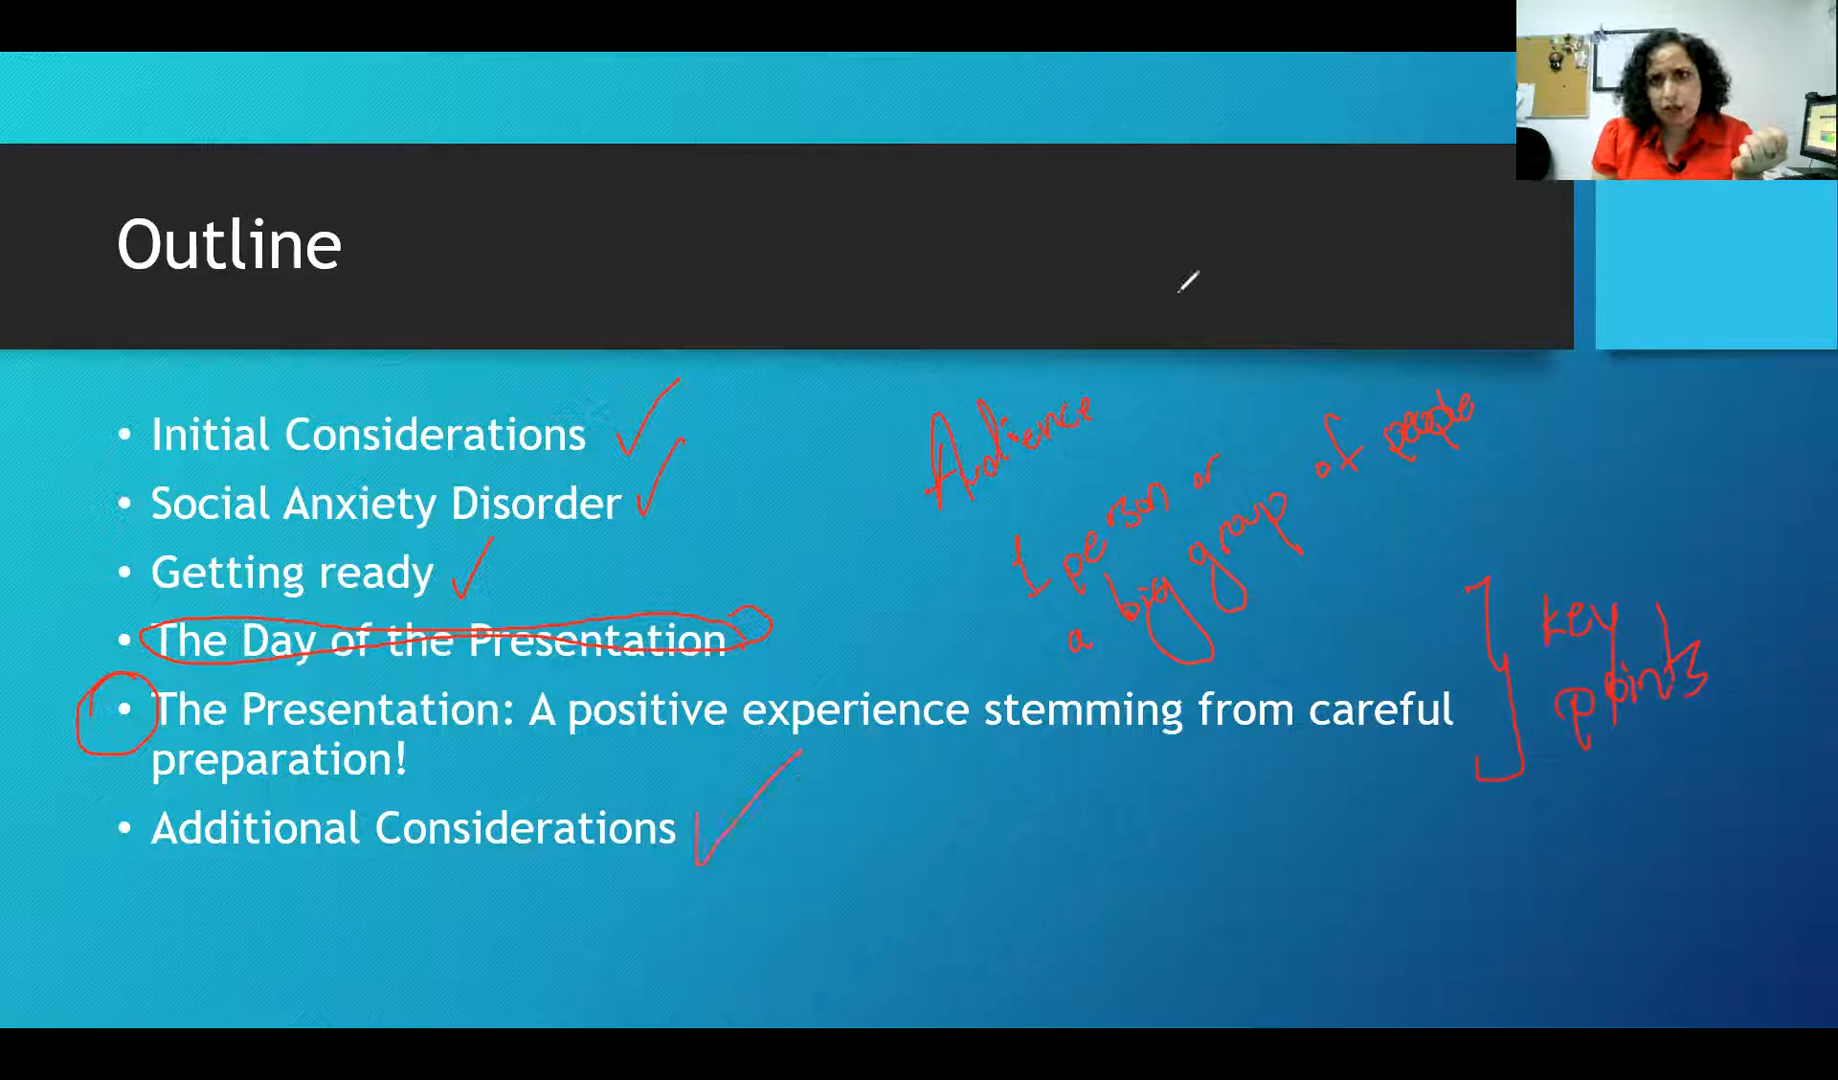 Outline
• Initial Considerations
• Social Anxiety Disorder
• Getting ready
• The Day of the Presentation
• The Presentation: A positive experience stemming from careful
preparation!
• Additional Considerations
Audience
1 person or
a big group of people
key
points